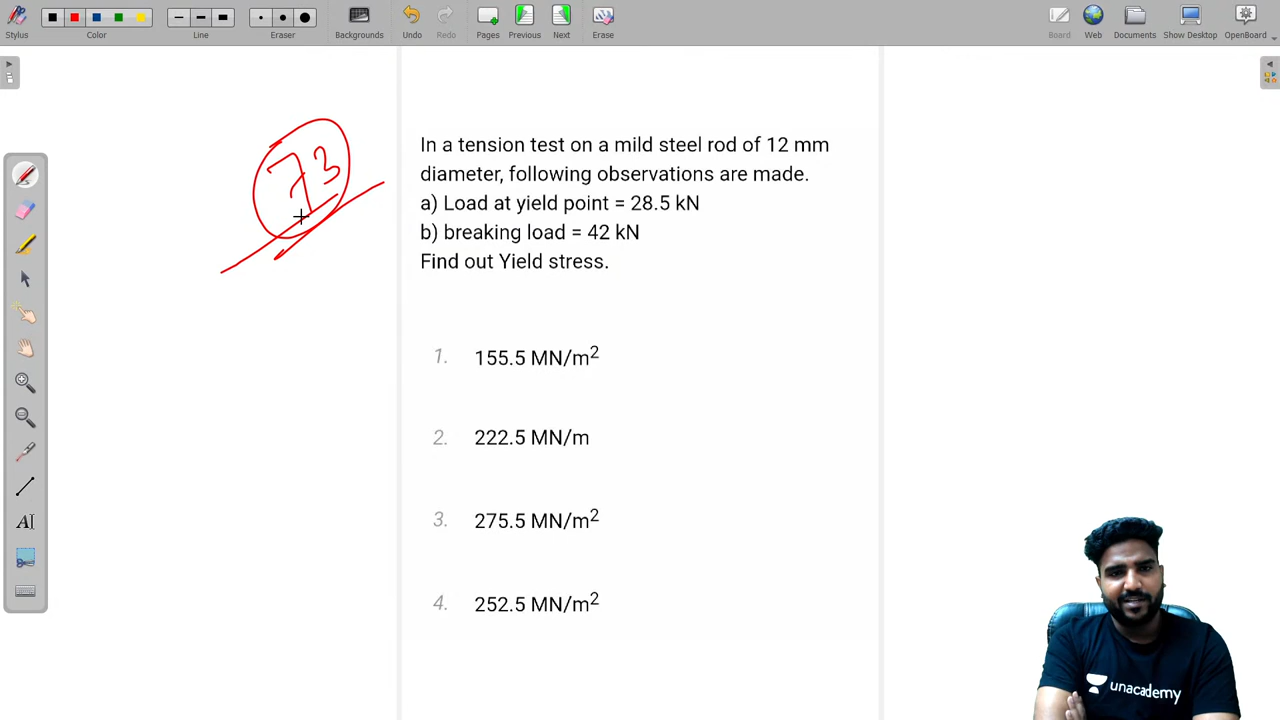 Stylus
Color
Line
Eraser
Backgrounds
Undo
Redo
Pages
Previous
Next
Erase
Board
Web
Documents
Show Desktop
OpenBoard
73
In a tension test on a mild steel rod of 12 mm
diameter, following observations are made.
a) Load at yield point = 28.5 kN
b) breaking load = 42 kN
Find out Yield stress.
1. 155.5 MN/m²
2. 222.5 MN/m
3. 275.5 MN/m²
4. 252.5 MN/m²
AI
unacademy